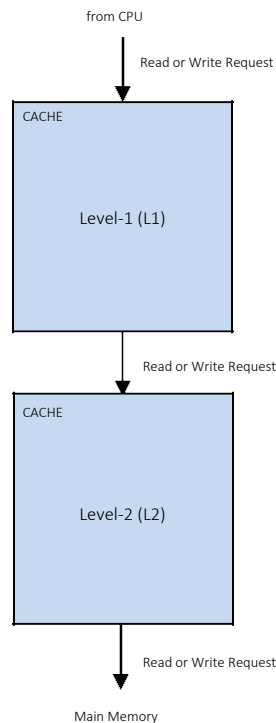 from CPU
Read or Write Request
CACHE
Level-1 (L1)
Read or Write Request
CACHE
Level-2 (L2)
Read or Write Request
Main Memory